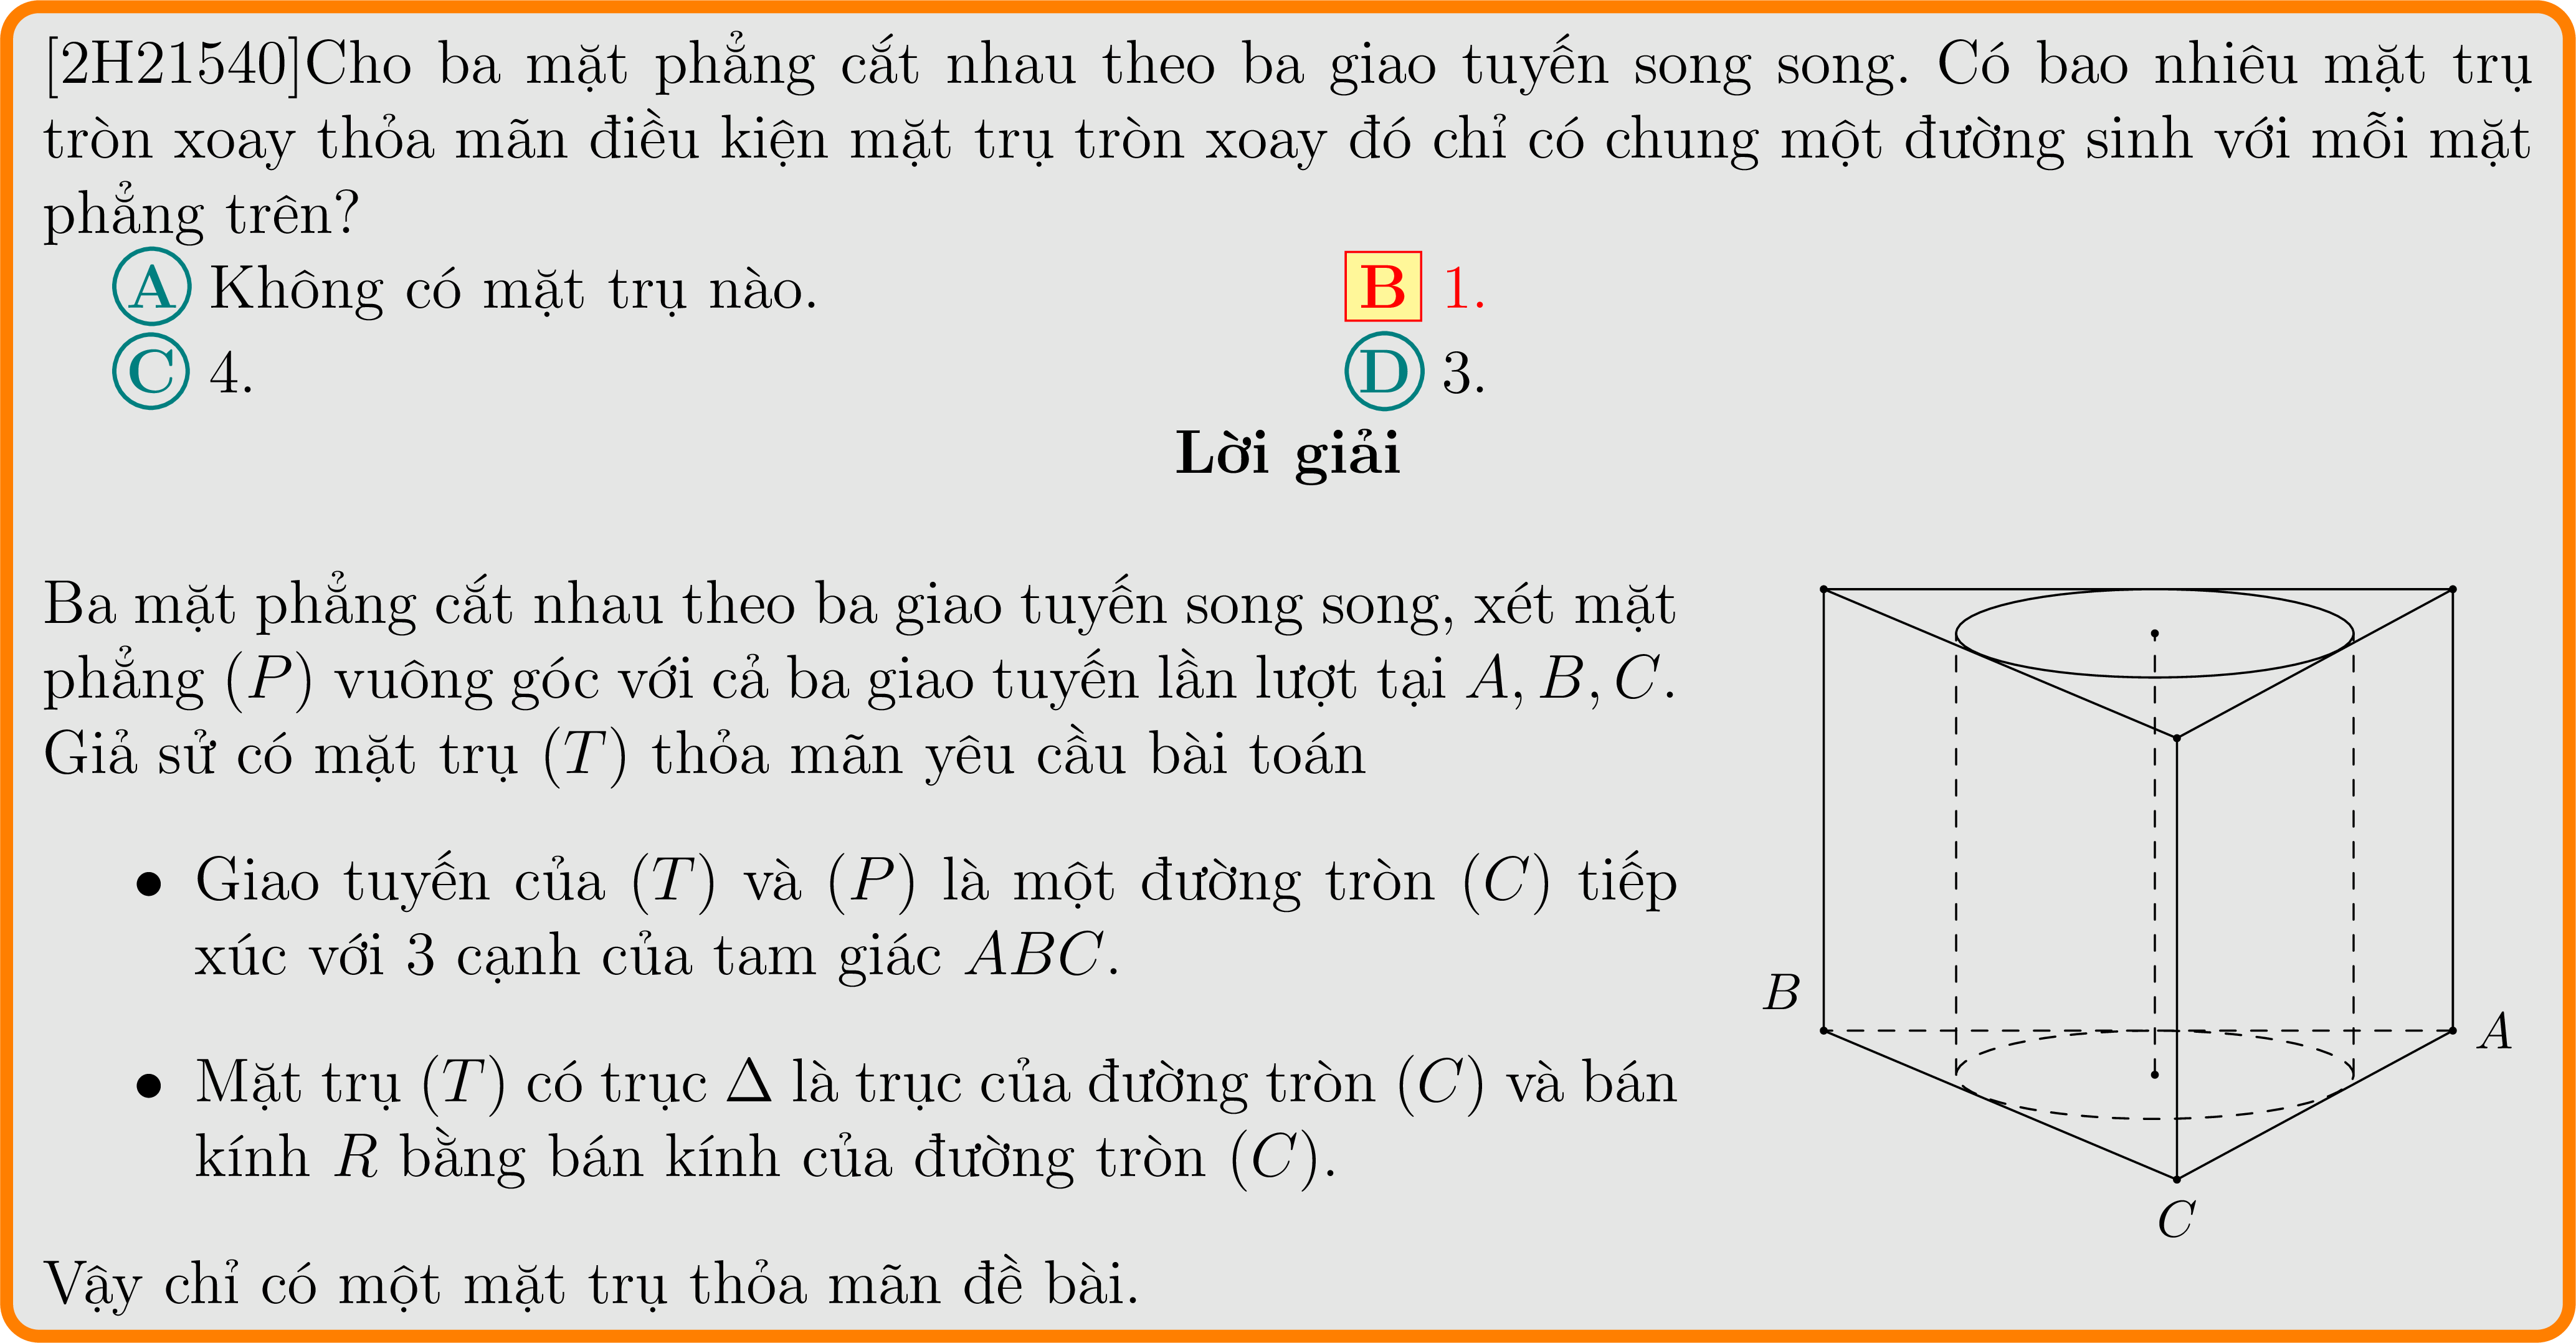 [2H21540]Cho ba mặt phẳng cắt nhau theo ba giao tuyến song song. Có bao nhiêu mặt trụ
tròn xoay thỏa mãn điều kiện mặt trụ tròn xoay đó chỉ có chung một đường sinh với mỗi mặt
phẳng trên?
A Không có mặt trụ nào.
B 1.
C 4.
D 3.
Lời giải
Ba mặt phẳng cắt nhau theo ba giao tuyến song song, xét mặt
phẳng (P) vuông góc với cả ba giao tuyến lần lượt tại A, B, C.
Giả sử có mặt trụ (T) thỏa mãn yêu cầu bài toán
• Giao tuyến của (T) và (P) là một đường tròn (C) tiếp
xúc với 3 cạnh của tam giác ABC.
• Mặt trụ (T) có trục Δ là trục của đường tròn (C) và bán
kính R bằng bán kính của đường tròn (C).
Vậy chỉ có một mặt trụ thỏa mãn đề bài.
B
A
C